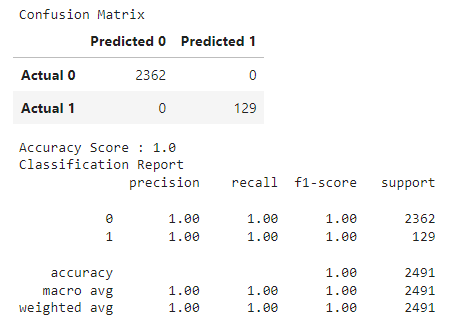 Confusion Matrix
Predicted 0 Predicted 1
Actual 0 2362 0
Actual 1 0 129
Accuracy Score : 1.0
Classification Report
precision recall f1-score support
0 1.00 1.00 1.00 2362
1 1.00 1.00 1.00 129
accuracy 1.00 2491
macro avg 1.00 1.00 1.00 2491
weighted avg 1.00 1.00 1.00 2491